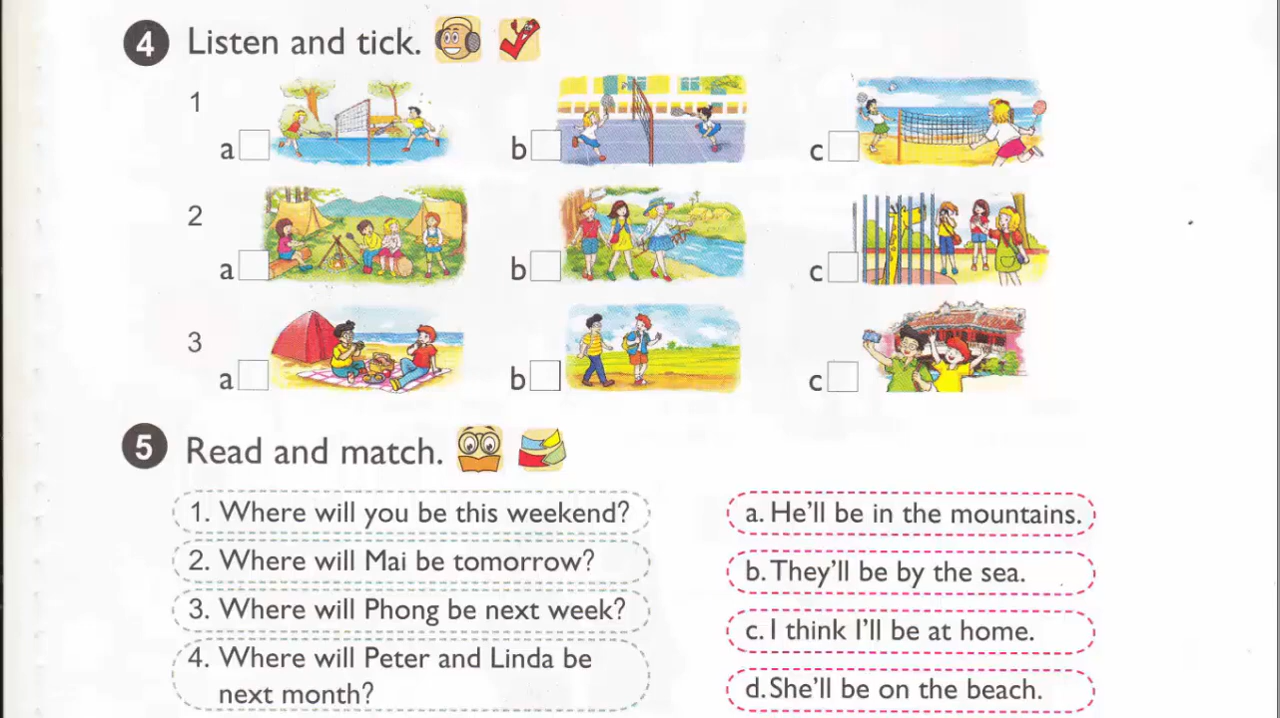 4 Listen and tick.
1
a
b
c
2
a
b
c
3
a
b
c
5 Read and match.
1. Where will you be this weekend?
2. Where will Mai be tomorrow?
3. Where will Phong be next week?
4. Where will Peter and Linda be
next month?
a. He'll be in the mountains.
b. They'll be by the sea.
c. I think I'll be at home.
d. She'll be on the beach.